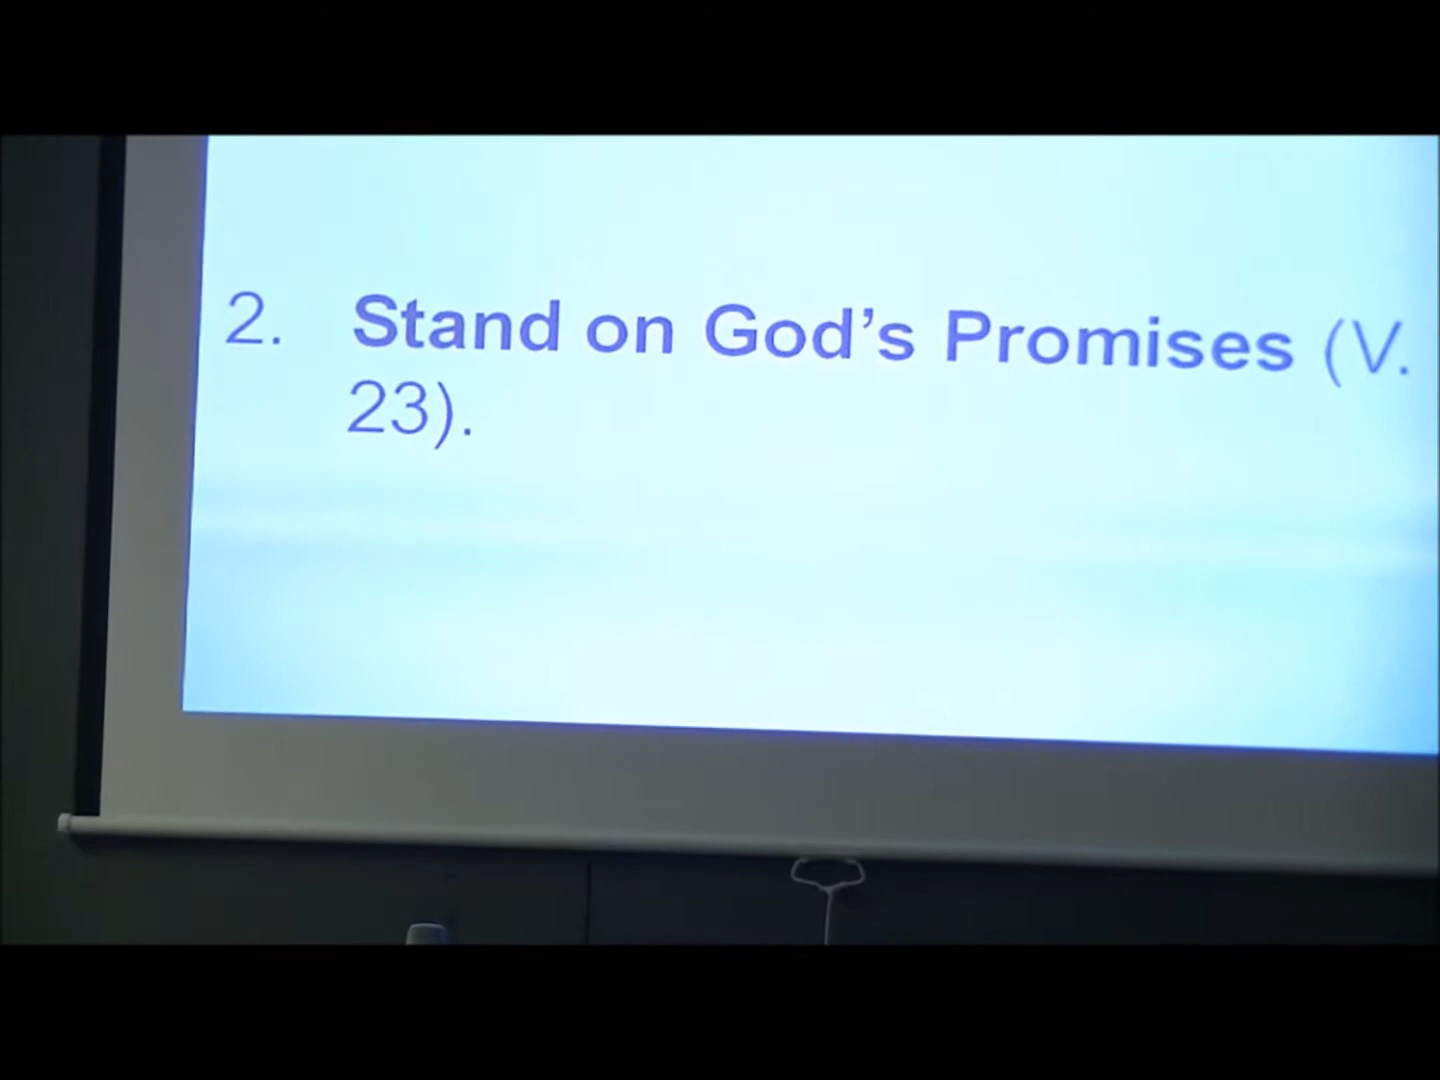 2. Stand on God’s Promises (V.
23).